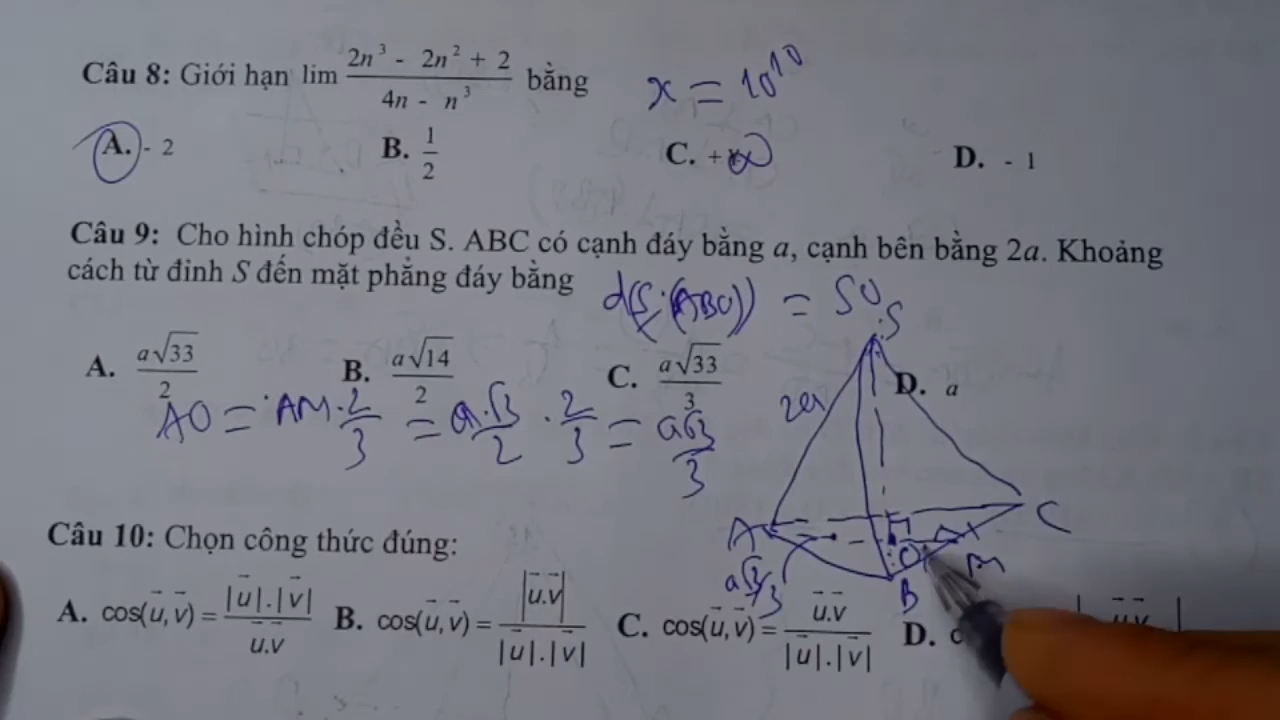 Câu 8: Giới hạn lim (2n³ - 2n² + 2)/(4n - n³) bằng x = 10¹⁰
A. - 2 B. 1/2 C. +∞ D. - 1
Câu 9: Cho hình chóp đều S. ABC có cạnh đáy bằng a, cạnh bên bằng 2a. Khoảng
cách từ đỉnh S đến mặt phẳng đáy bằng d(S;(ABC)) = SO
S
A. a√33/2 B. a√14/2 C. a√33/3 D. a
2a
AO = AM . 2/3 = a.√3/2 . 2/3 = a√3/3
A C
O M
a√3/3 B
Câu 10: Chọn công thức đúng:
A. cos(u⃗,v⃗) = |u⃗|.|v⃗|/u⃗.v⃗ B. cos(u⃗,v⃗) = |u⃗.v⃗|/|u⃗|.|v⃗| C. cos(u⃗,v⃗) = u⃗.v⃗/|u⃗|.|v⃗| D.